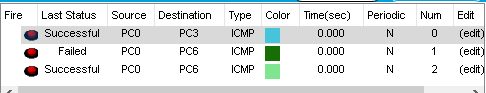 Fire Last Status Source Destination Type Color Time(sec) Periodic Num Edit
Successful PC0 PC3 ICMP 0.000 N 0 (edit)
Failed PC0 PC6 ICMP 0.000 N 1 (edit)
Successful PC0 PC6 ICMP 0.000 N 2 (edit)